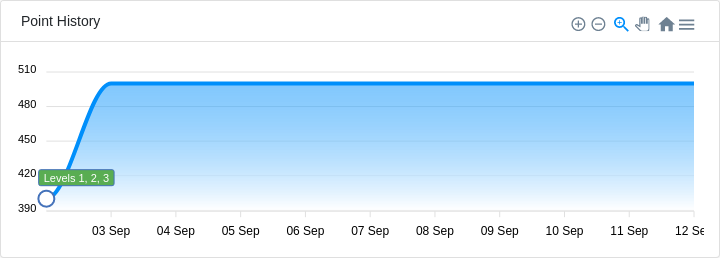 Point History
510
480
450
420
390
Levels 1, 2, 3
03 Sep 04 Sep 05 Sep 06 Sep 07 Sep 08 Sep 09 Sep 10 Sep 11 Sep 12 Se